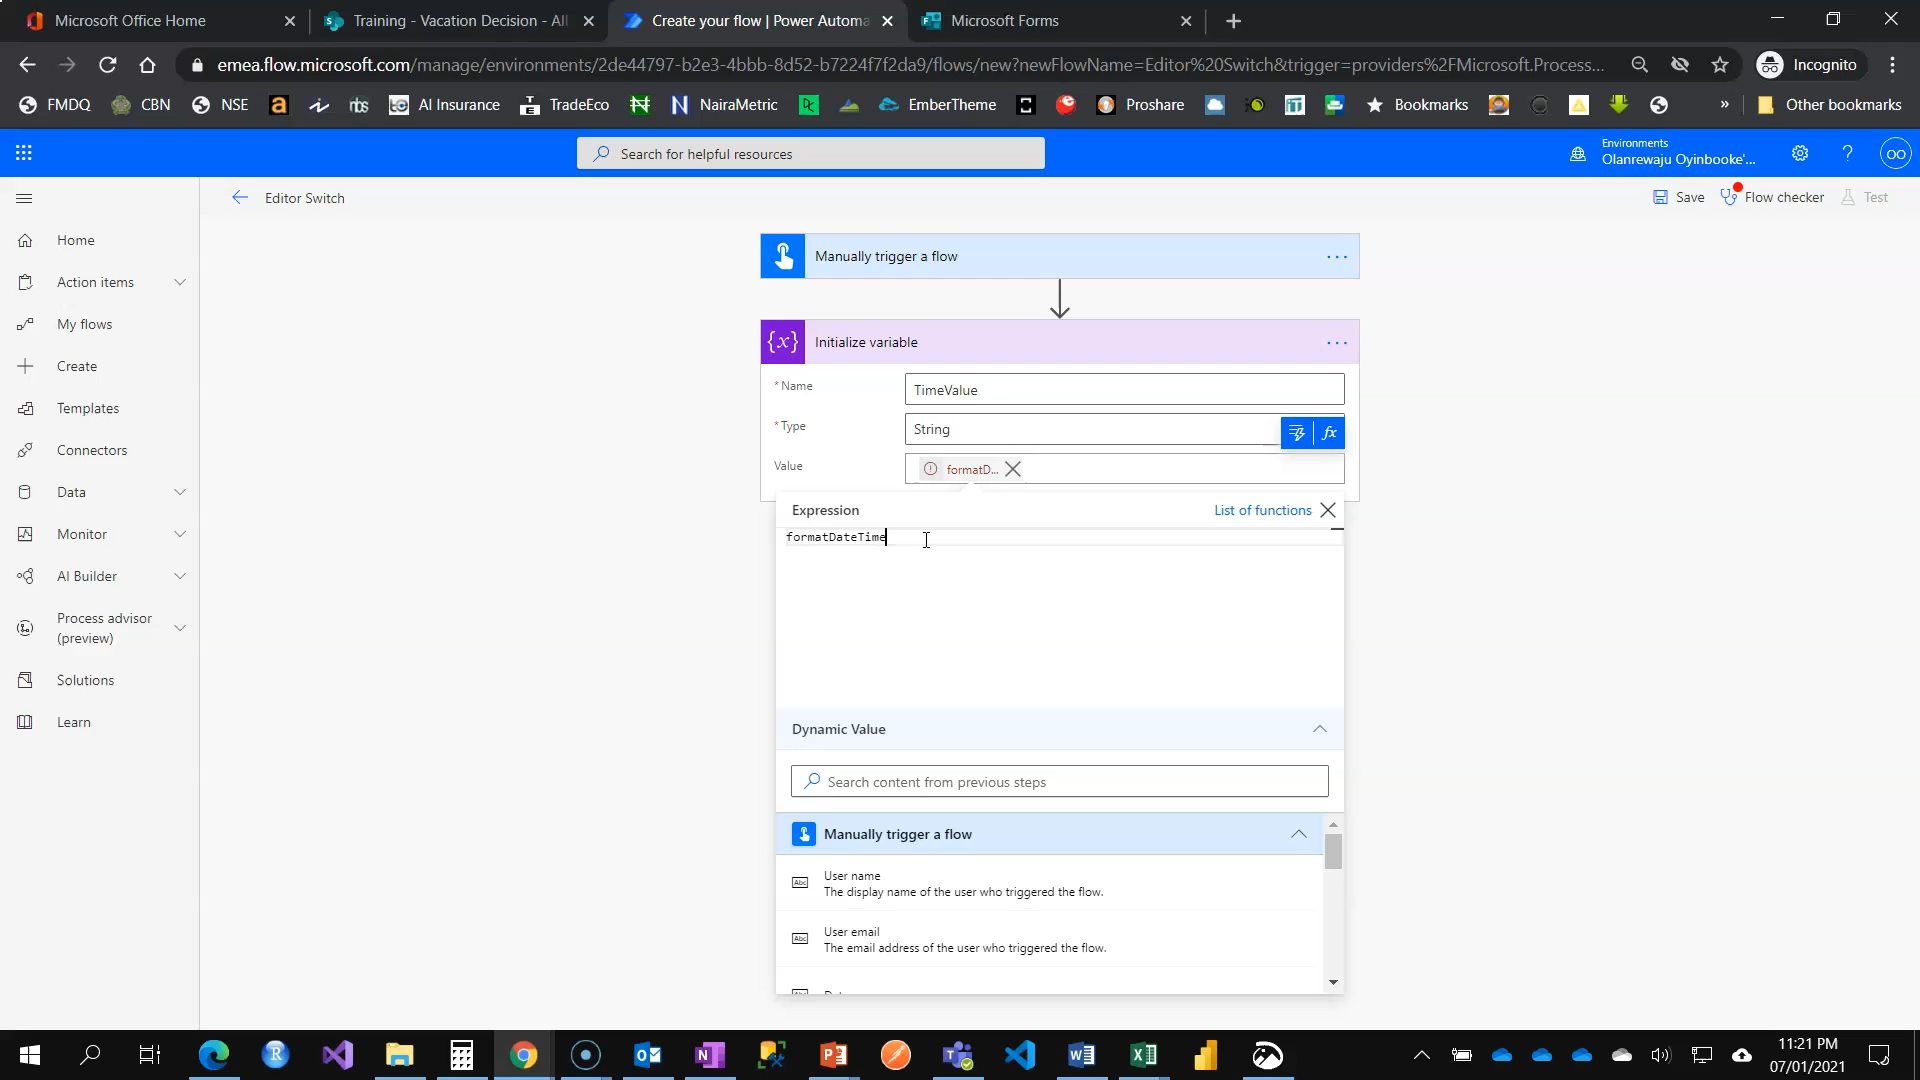 Microsoft Office Home
Training - Vacation Decision - All
Create your flow | Power Automa
Microsoft Forms
emea.flow.microsoft.com/manage/environments/2de44797-b2e3-4bbb-8d52-b7224f7f2da9/flows/new?newFlowName=Editor%20Switch&trigger=providers%2FMicrosoft.Process...
Incognito
FMDQ
CBN
NSE
AI Insurance
TradeEco
NairaMetric
EmberTheme
Proshare
Bookmarks
Other bookmarks
Search for helpful resources
Environments
Olanrewaju Oyinbooke'...
OO
Editor Switch
Save
Flow checker
Test
Home
Action items
My flows
Create
Templates
Connectors
Data
Monitor
AI Builder
Process advisor
(preview)
Solutions
Learn
Manually trigger a flow
{x}
Initialize variable
* Name
TimeValue
* Type
String
fx
Value
formatD...
Expression
List of functions
formatDateTime
Dynamic Value
Search content from previous steps
Manually trigger a flow
Abc
User name
The display name of the user who triggered the flow.
Abc
User email
The email address of the user who triggered the flow.
11:21 PM
07/01/2021